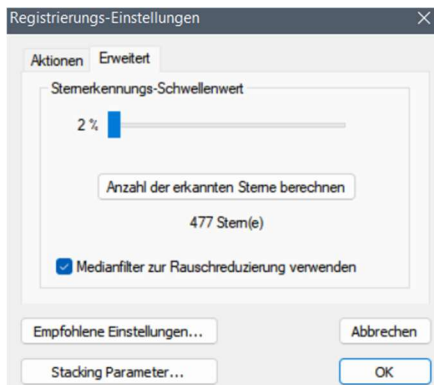 Registrierungs-Einstellungen
Aktionen Erweitert
Sternerkennungs-Schwellenwert
2 %
Anzahl der erkannten Sterne berechnen
477 Stern(e)
Medianfilter zur Rauschreduzierung verwenden
Empfohlene Einstellungen... Abbrechen
Stacking Parameter... OK